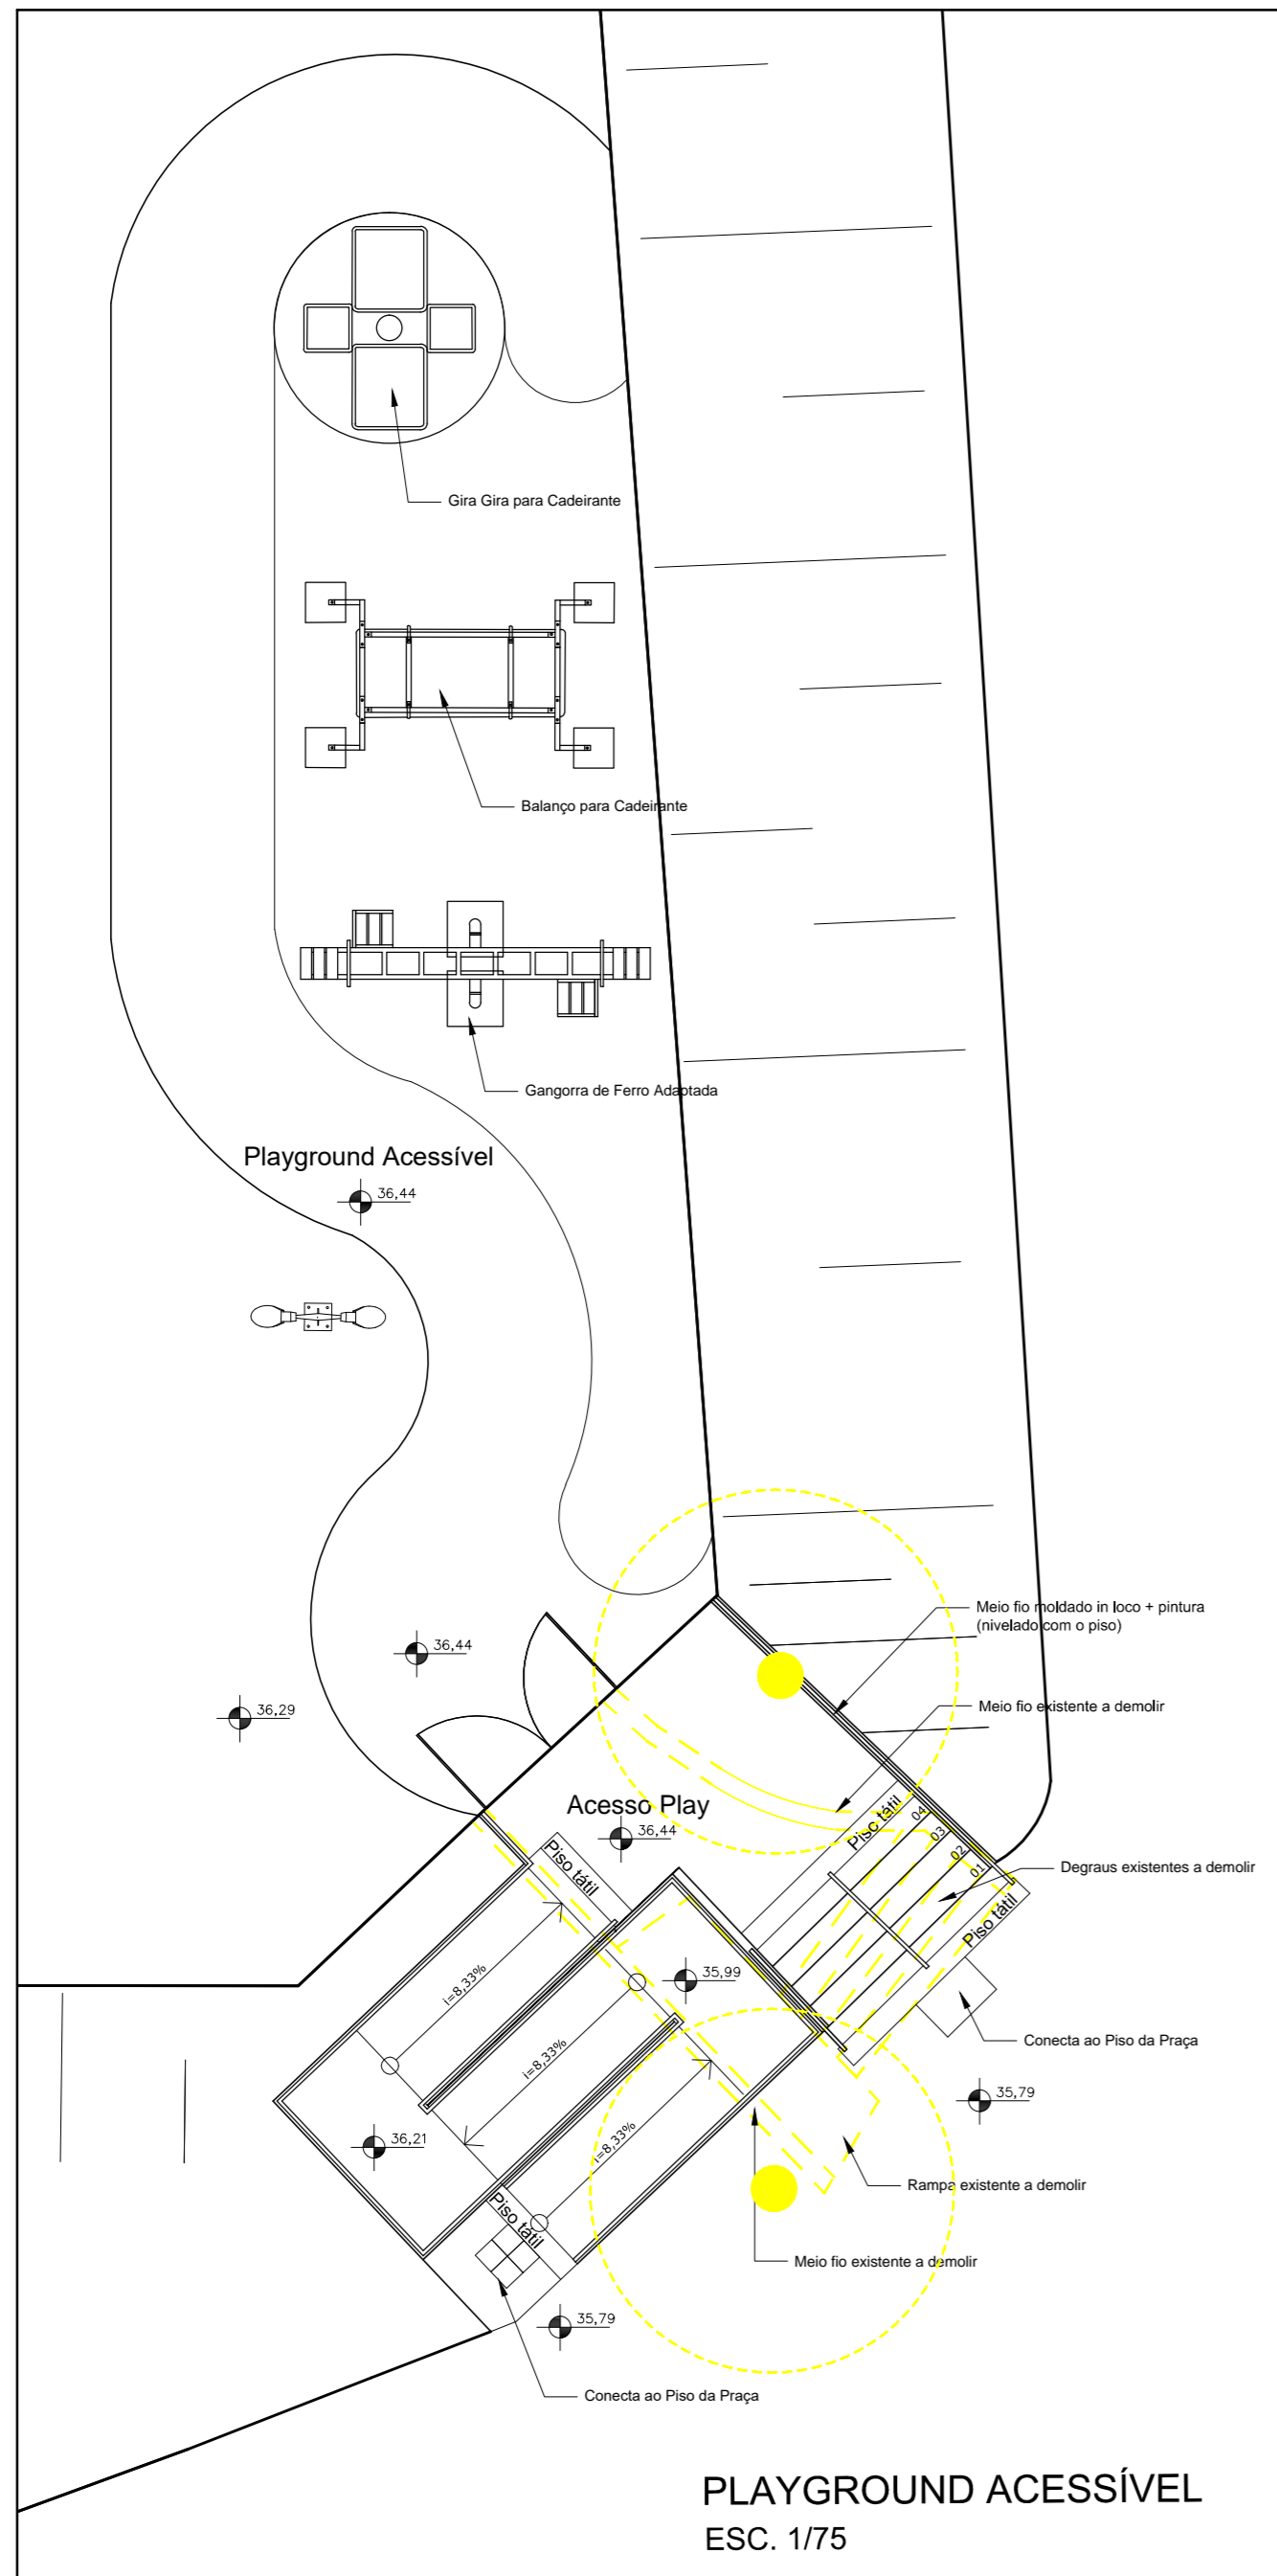 Gira Gira para Cadeirante
Balanço para Cadeirante
Gangorra de Ferro Adaptada
Playground Acessível
36,44
Meio fio moldado in loco + pintura
(nivelado com o piso)
36,44
Meio fio existente a demolir
36,29
Acesso Play
36,44
Piso tátil
04
03
02
01
Degraus existentes a demolir
Piso tátil
Piso tátil
i=8,33%
35,99
i=8,33%
Conecta ao Piso da Praça
35,79
i=8,33%
36,21
Rampa existente a demolir
Piso tátil
Meio fio existente a demolir
35,79
Conecta ao Piso da Praça
PLAYGROUND ACESSÍVEL
ESC. 1/75